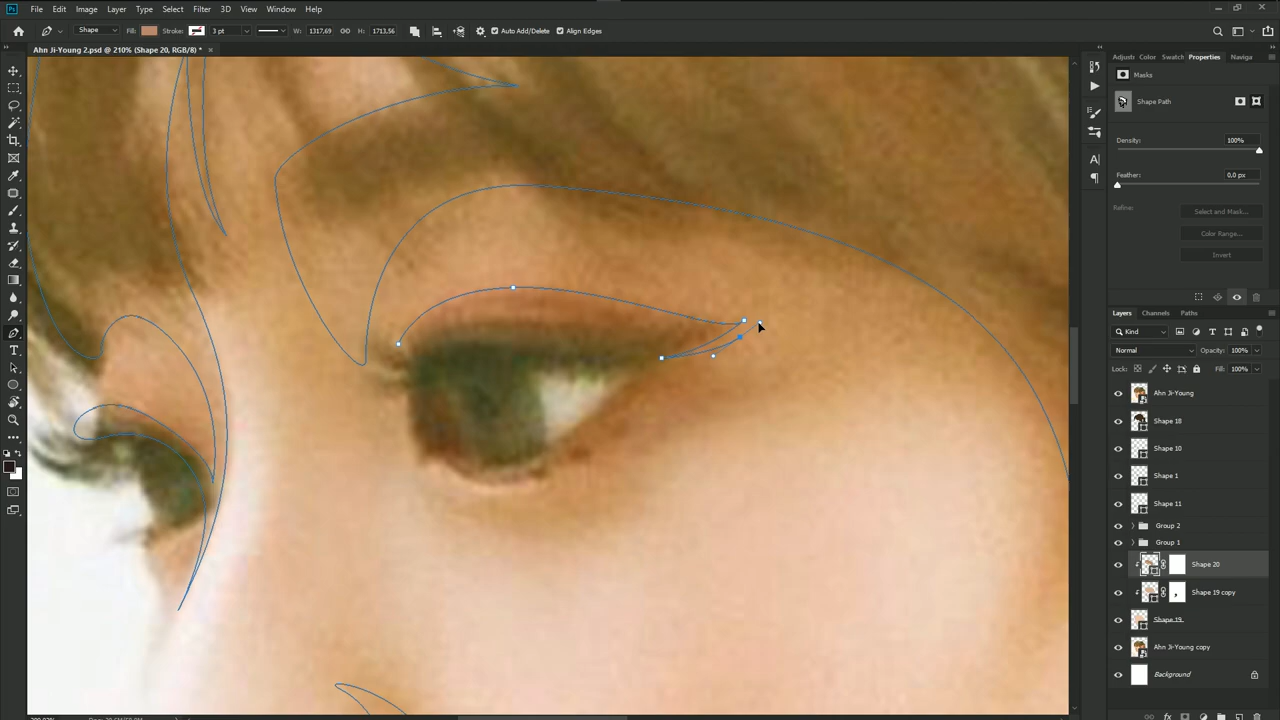 Ps File Edit Image Layer Type Select Filter 3D View Window Help
Shape Fill: Stroke: 3 pt W: 1317,69 GO H: 1713,56 Auto Add/Delete Align Edges
Ahn Ji-Young 2.psd @ 210% (Shape 20, RGB/8) * ×
Adjustr Color Swatch Properties Naviga
Masks
Shape Path
Density: 100%
Feather: 0,0 px
Refine: Select and Mask...
Color Range...
Invert
Layers Channels Paths
Kind
Normal Opacity: 100%
Lock: Fill: 100%
Ahn Ji-Young
Shape 18
Shape 10
Shape 1
Shape 11
Group 2
Group 1
Shape 20
Shape 19 copy
Shape 19
Ahn Ji-Young copy
Background